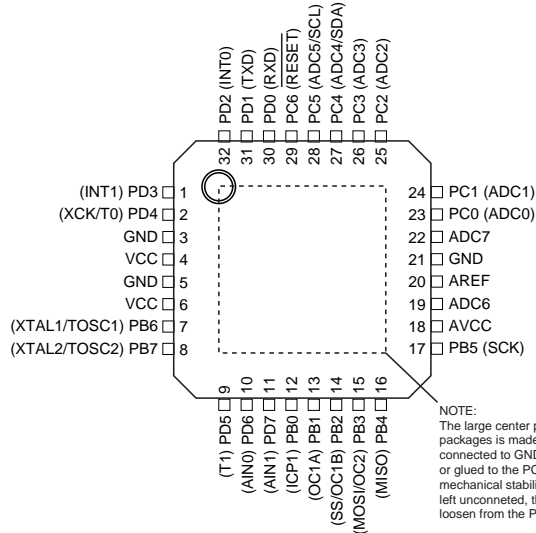 32 PD2 (INT0)
31 PD1 (TXD)
30 PD0 (RXD)
29 PC6 (RESET)
28 PC5 (ADC5/SCL)
27 PC4 (ADC4/SDA)
26 PC3 (ADC3)
25 PC2 (ADC2)
(INT1) PD3 1
(XCK/T0) PD4 2
GND 3
VCC 4
GND 5
VCC 6
(XTAL1/TOSC1) PB6 7
(XTAL2/TOSC2) PB7 8
24 PC1 (ADC1)
23 PC0 (ADC0)
22 ADC7
21 GND
20 AREF
19 ADC6
18 AVCC
17 PB5 (SCK)
(T1) PD5 9
(AIN0) PD6 10
(AIN1) PD7 11
(ICP1) PB0 12
(OC1A) PB1 13
(SS/OC1B) PB2 14
(MOSI/OC2) PB3 15
(MISO) PB4 16
NOTE:
The large center
packages is made
connected to GND
or glued to the PC
mechanical
left unconneted,
loosen from the